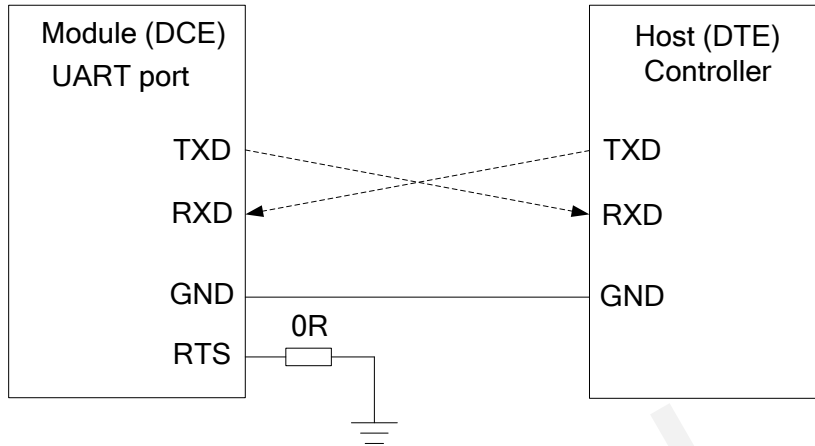 Module (DCE)
UART port
TXD
RXD
GND
RTS
0R
Host (DTE)
Controller
TXD
RXD
GND